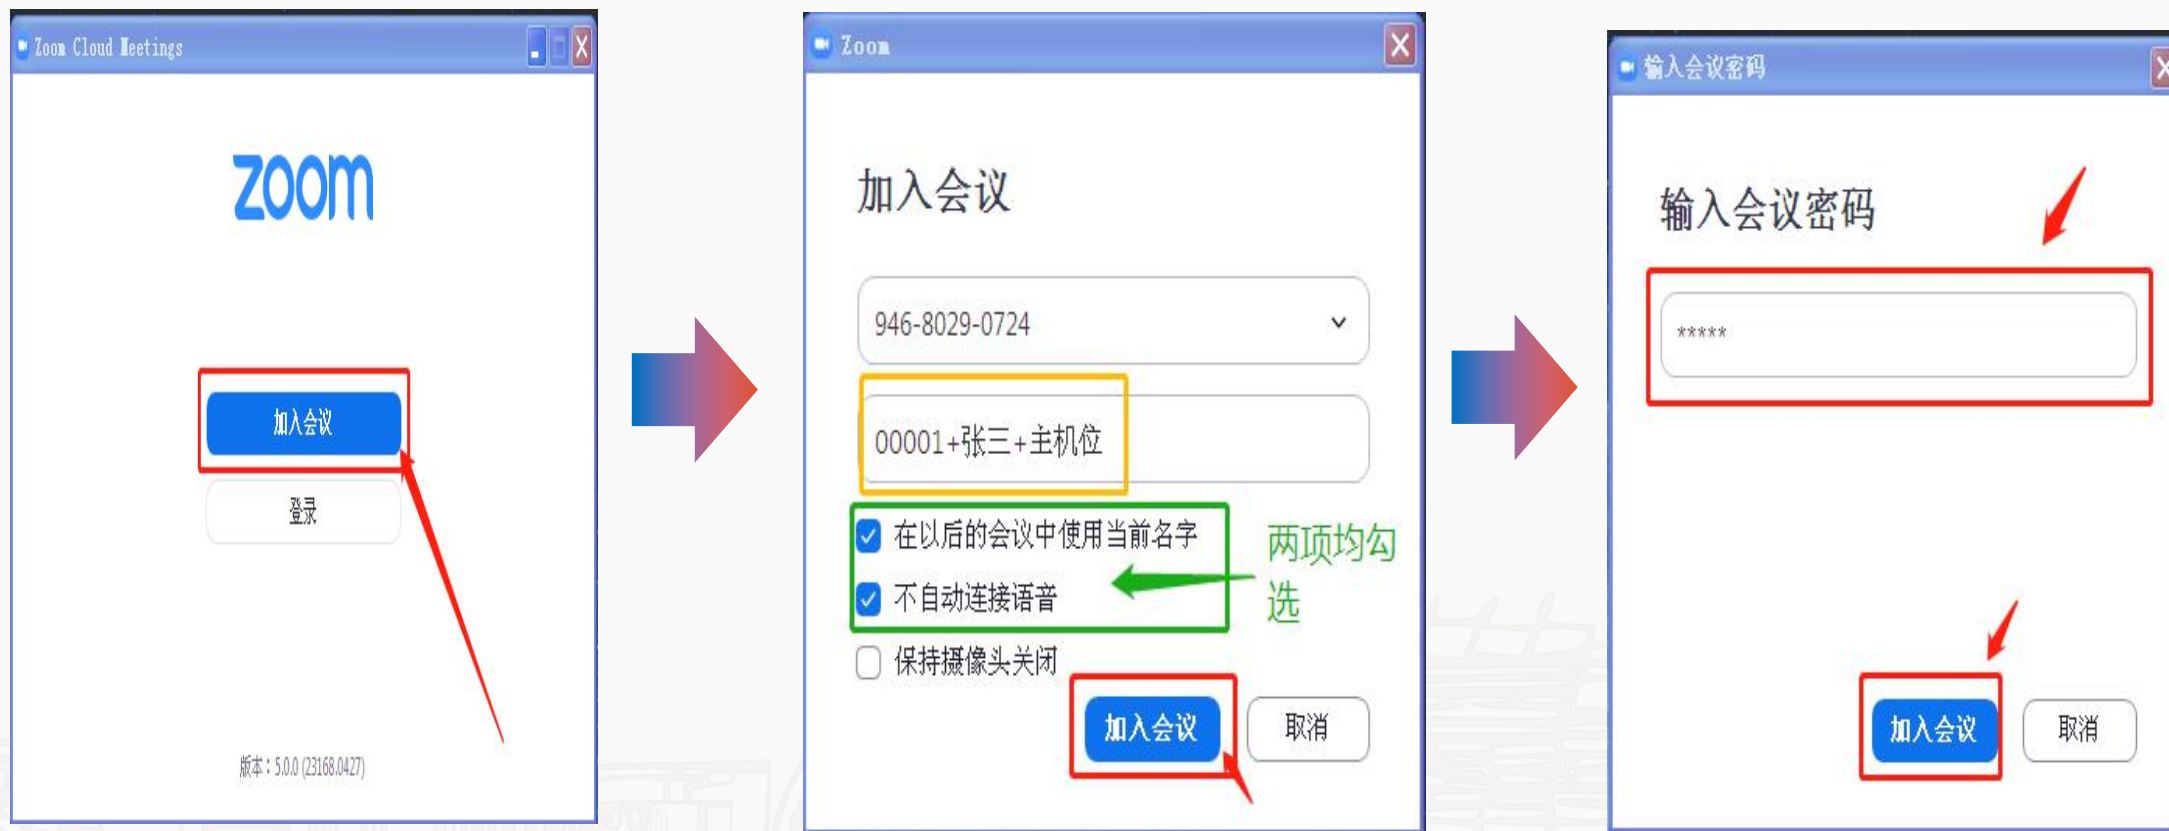 Zoom Cloud Meetings
zoom
加入会议
登录
版本：5.0.0 (23168.0427)
Zoom
加入会议
946-8029-0724
00001+张三+主机位
在以后的会议中使用当前名字
不自动连接语音
两项均勾
选
保持摄像头关闭
加入会议
取消
输入会议密码
输入会议密码
*****
加入会议
取消